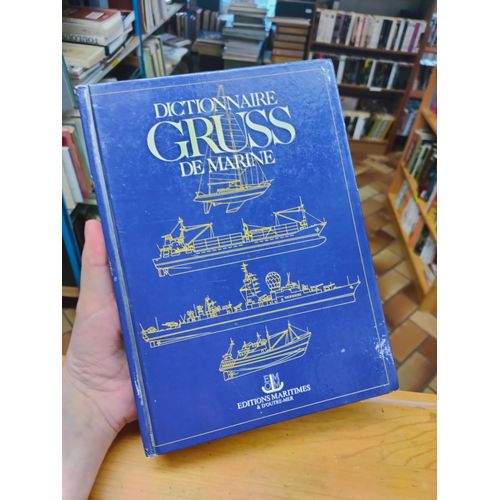 DICTIONNAIRE
GRUSS
DE MARINE
EDITIONS MARITIMES
& D'OUTRE-MER